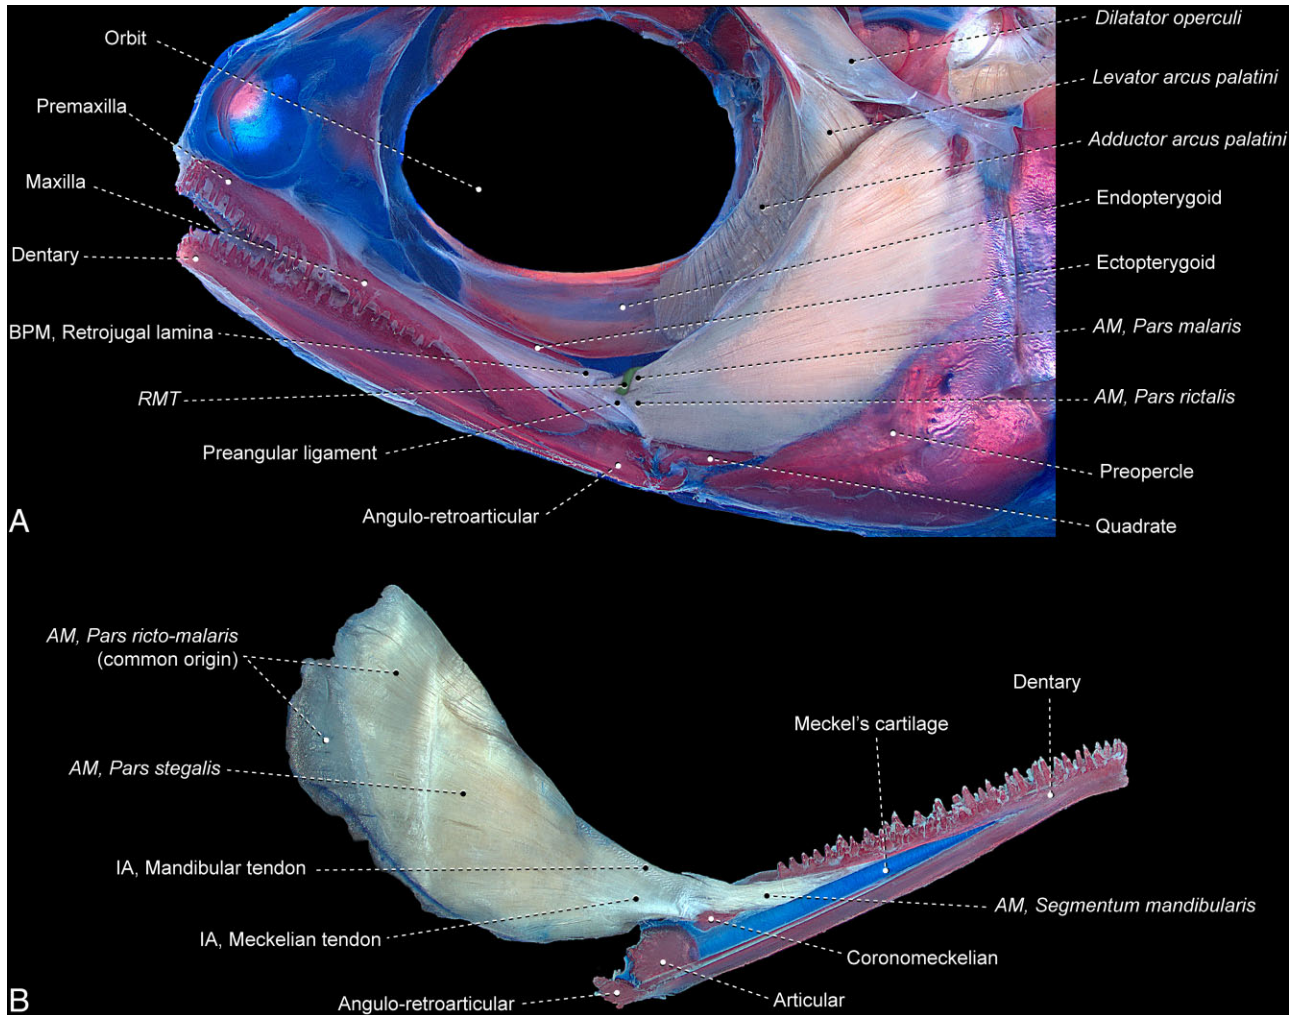 Orbit
Premaxilla
Maxilla
Dentary
BPM, Retrojugal lamina
RMT
Preangular ligament
Angulo-retroarticular
Dilatator operculi
Levator arcus palatini
Adductor arcus palatini
Endopterygoid
Ectopterygoid
AM, Pars malaris
AM, Pars rictalis
Preopercle
Quadrate
A
AM, Pars ricto-malaris
(common origin)
AM, Pars stegalis
IA, Mandibular tendon
IA, Meckelian tendon
Angulo-retroarticular
Dentary
Meckel's cartilage
AM, Segmentum mandibularis
Coronomeckelian
Articular
B